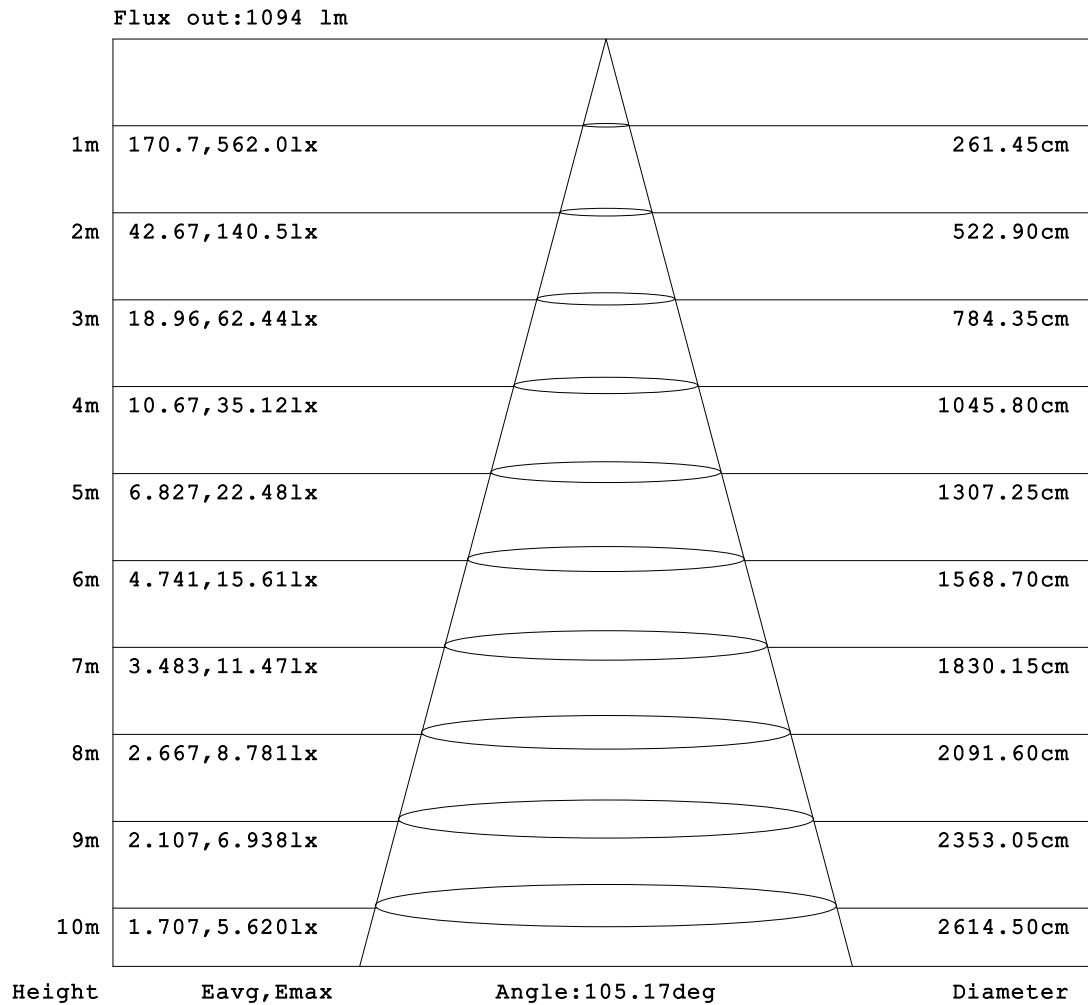 Flux out:1094 lm
1m 170.7,562.0lx 261.45cm
2m 42.67,140.5lx 522.90cm
3m 18.96,62.44lx 784.35cm
4m 10.67,35.12lx 1045.80cm
5m 6.827,22.48lx 1307.25cm
6m 4.741,15.61lx 1568.70cm
7m 3.483,11.47lx 1830.15cm
8m 2.667,8.781lx 2091.60cm
9m 2.107,6.938lx 2353.05cm
10m 1.707,5.620lx 2614.50cm
Height Eavg,Emax Angle:105.17deg Diameter